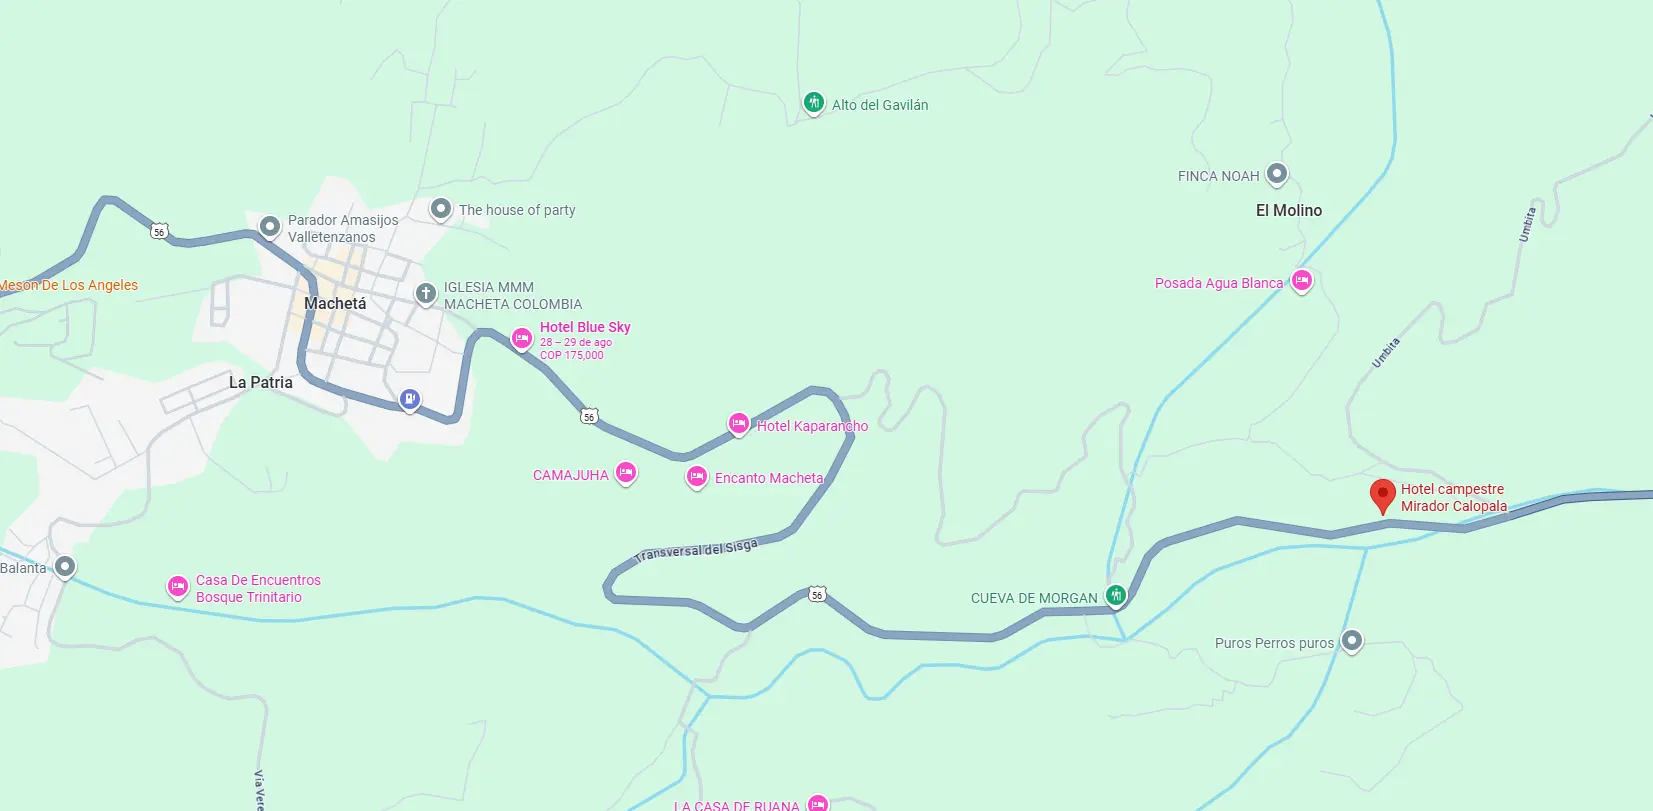 Alto del Gavilán
FINCA NOAH
El Molino
The house of party
Parador Amasijos
Valletenzanos
56
Umbita
Meson De Los Angeles
Posada Agua Blanca
IGLESIA MMM
MACHETA COLOMBIA
Machetá
Hotel Blue Sky
28 – 29 de ago
COP 175,000
Umbita
La Patria
56
Hotel Kaparancho
CAMAJUHA
Encanto Macheta
Hotel campestre
Mirador Calopala
Transversal del Sisga
Balanta
Casa De Encuentros
Bosque Trinitario
56
CUEVA DE MORGAN
Puros Perros puros
Via Vere
LA CASA DE RUANA